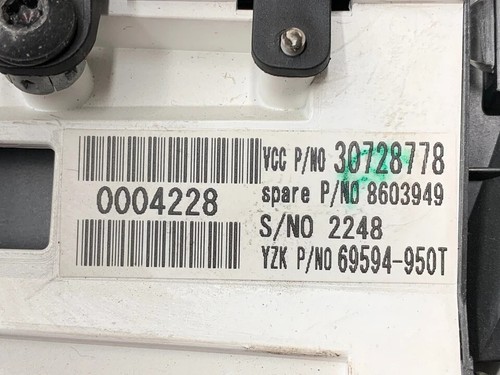 VCC P/NO 30728778
0004228
spare P/NO 8603949
S/NO 2248
YZK P/NO 69594-950T